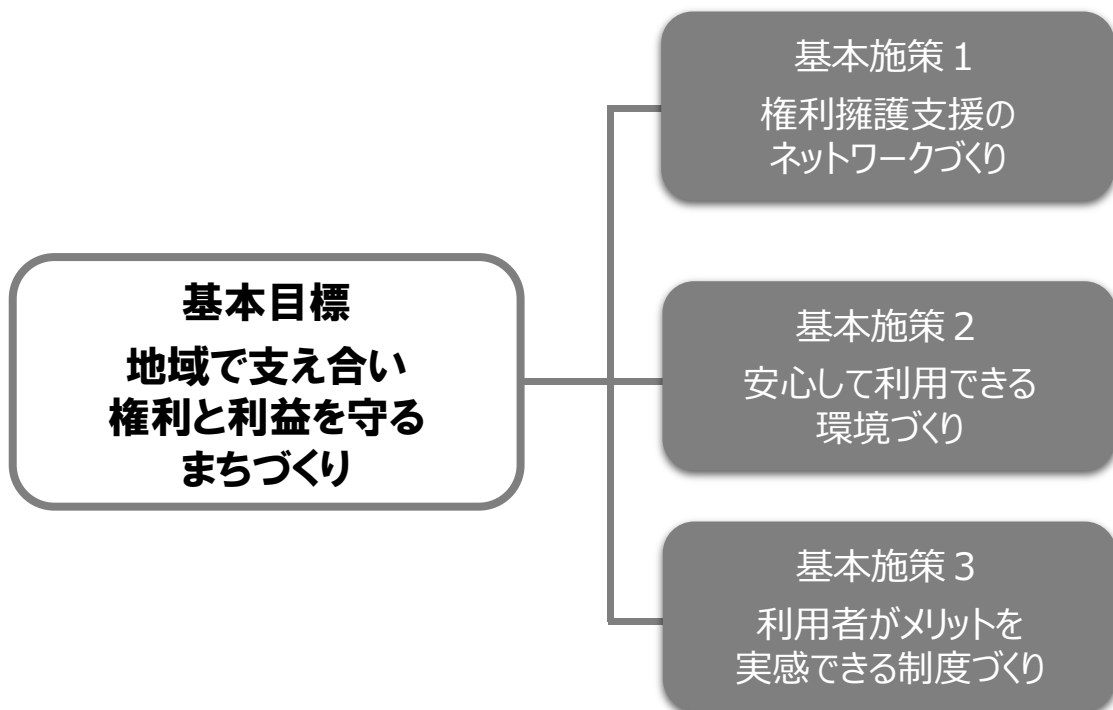 基本目標
地域で支え合い
権利と利益を守る
まちづくり
基本施策１
権利擁護支援の
ネットワークづくり
基本施策２
安心して利用できる
環境づくり
基本施策３
利用者がメリットを
実感できる制度づくり